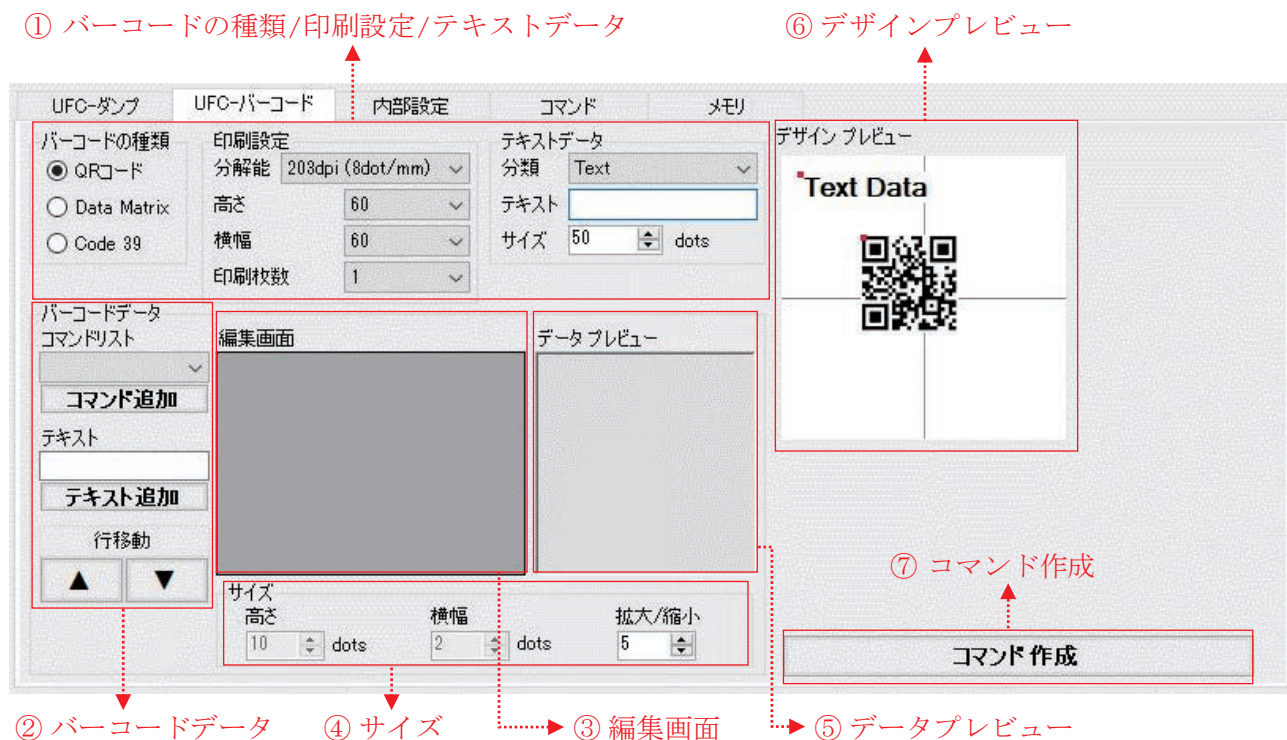 ① バーコードの種類/印刷設定/テキストデータ
⑥ デザインプレビュー
UFC-ダンプ UFC-バーコード 内部設定 コマンド メモリ
バーコードの種類
QRコード
Data Matrix
Code 39
印刷設定
分解能 203dpi (8dot/mm)
高さ 60
横幅 60
印刷枚数 1
テキストデータ
分類 Text
テキスト
サイズ 50 dots
デザイン プレビュー
Text Data
バーコードデータ
コマンドリスト
コマンド追加
テキスト
テキスト追加
行移動
▲ ▼
編集画面
データ プレビュー
サイズ
高さ 横幅 拡大/縮小
10 dots 2 dots 5
⑦ コマンド作成
コマンド 作成
② バーコードデータ ④ サイズ ③ 編集画面 ⑤ データプレビュー